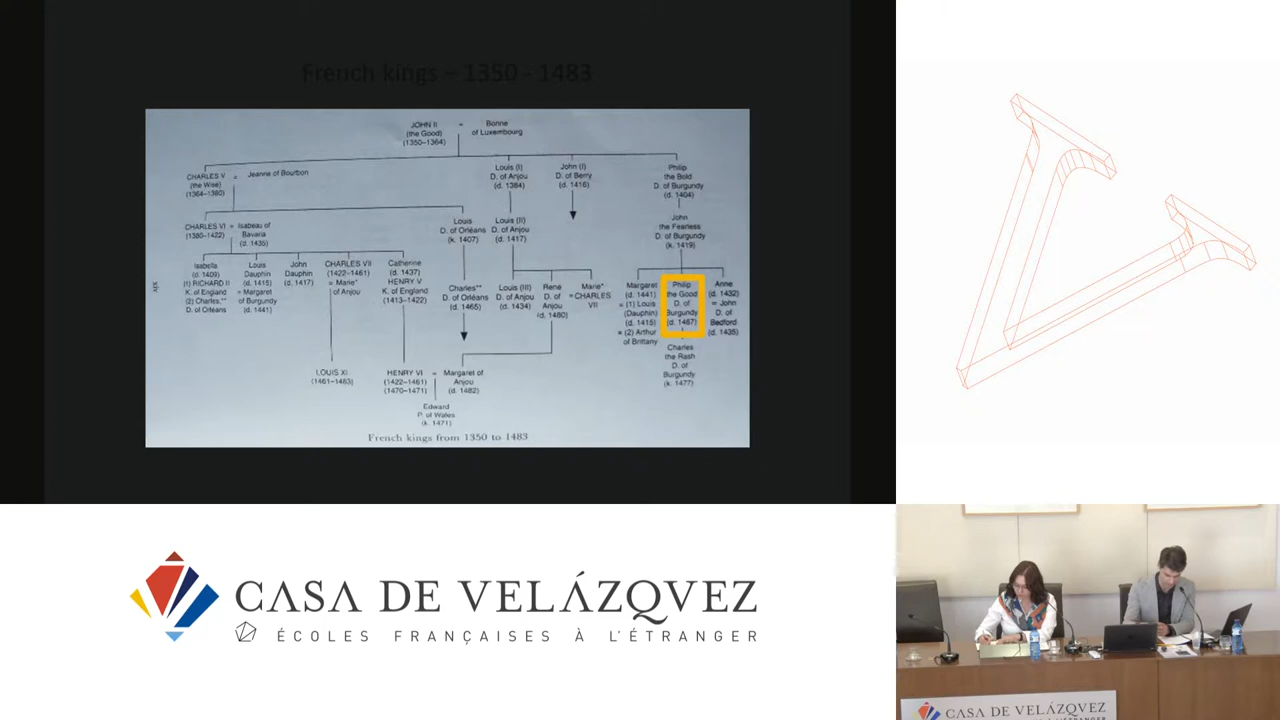 French kings – 1350 - 1483
JOHN II
(the Good)
(1350–1364)
=
Bonne
of Luxembourg
CHARLES V
(the Wise)
(1364–1380)
=
Jeanne of Bourbon
Louis (I)
D. of Anjou
(d. 1384)
John (I)
D. of Berry
(d. 1416)
Philip
the Bold
D. of Burgundy
(d. 1404)
CHARLES VI
(1380–1422)
=
Isabeau of
Bavaria
(d. 1435)
Louis
D. of Orléans
(k. 1407)
Louis (II)
D. of Anjou
(d. 1417)
John
the Fearless
D. of Burgundy
(k. 1419)
Isabella
(d. 1409)
(1) RICHARD II
K. of England
(2) Charles,**
D. of Orléans
Louis
Dauphin
(d. 1415)
= Margaret
of Burgundy
(d. 1441)
John
Dauphin
(d. 1417)
CHARLES VII
(1422–1461)
= Marie*
of Anjou
Catherine
(d. 1437)
HENRY V
K. of England
(1413–1422)
Charles**
D. of Orléans
(d. 1465)
Louis (III)
D. of Anjou
(d. 1434)
René
D. of
Anjou
(d. 1480)
Marie*
=CHARLES
VII
Margaret
(d. 1441)
= (1) Louis
(Dauphin)
(d. 1415)
= (2) Arthur
of Brittany
Philip
the Good
D. of
Burgundy
(d. 1467)
Anne
(d. 1432)
= John
D. of
Bedford
(d. 1435)
Charles
the Rash
D. of
Burgundy
(k. 1477)
LOUIS XI
(1461–1483)
HENRY VI
(1422–1461)
(1470–1471)
=
Margaret of
Anjou
(d. 1482)
Edward
P. of Wales
(k. 1471)
xiv
French kings from 1350 to 1483
CASA DE VELÁZQVEZ
ÉCOLES FRANÇAISES À L'ÉTRANGER
CASA DE VELÁZQVEZ